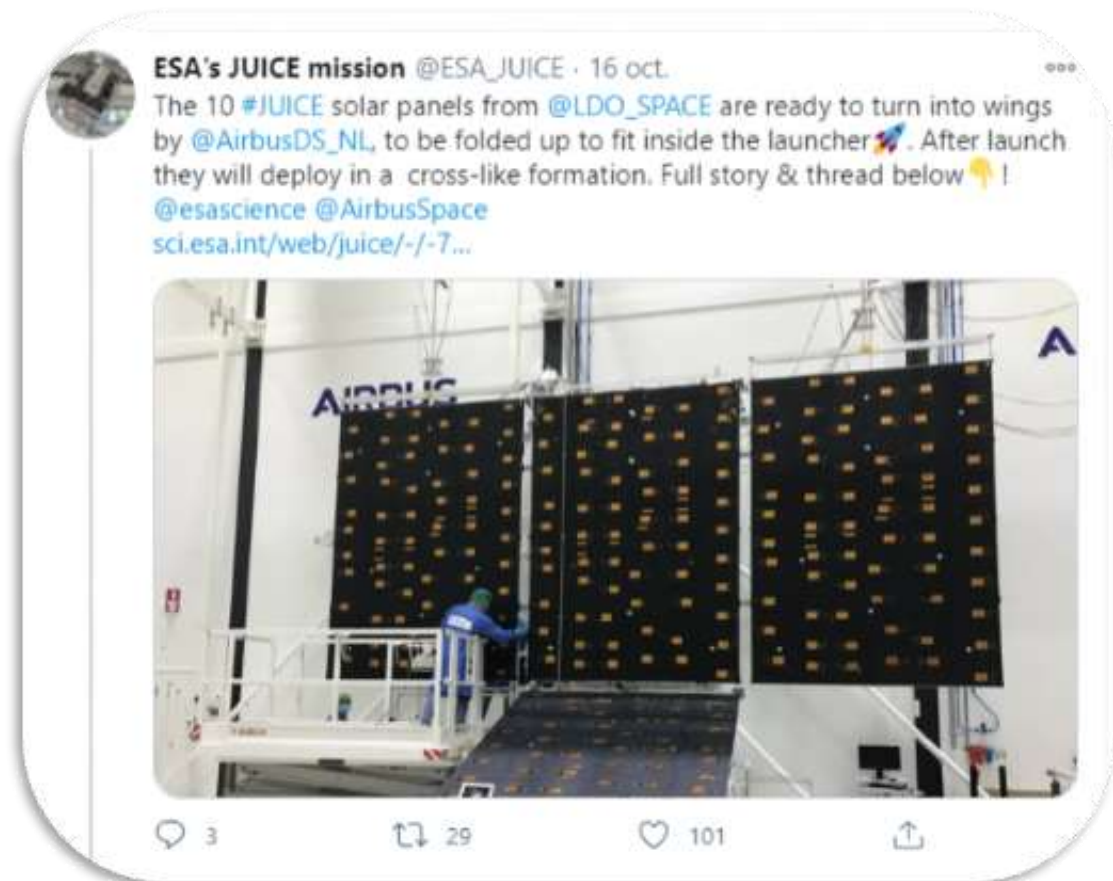 ESA's JUICE mission @ESA_JUICE · 16 oct.
The 10 #JUICE solar panels from @LDO_SPACE are ready to turn into wings
by @AirbusDS_NL, to be folded up to fit inside the launcher🚀. After launch
they will deploy in a cross-like formation. Full story & thread below👇!
@esascience @AirbusSpace
sci.esa.int/web/juice/-/-7...
AIRBUS
A
3 29 101